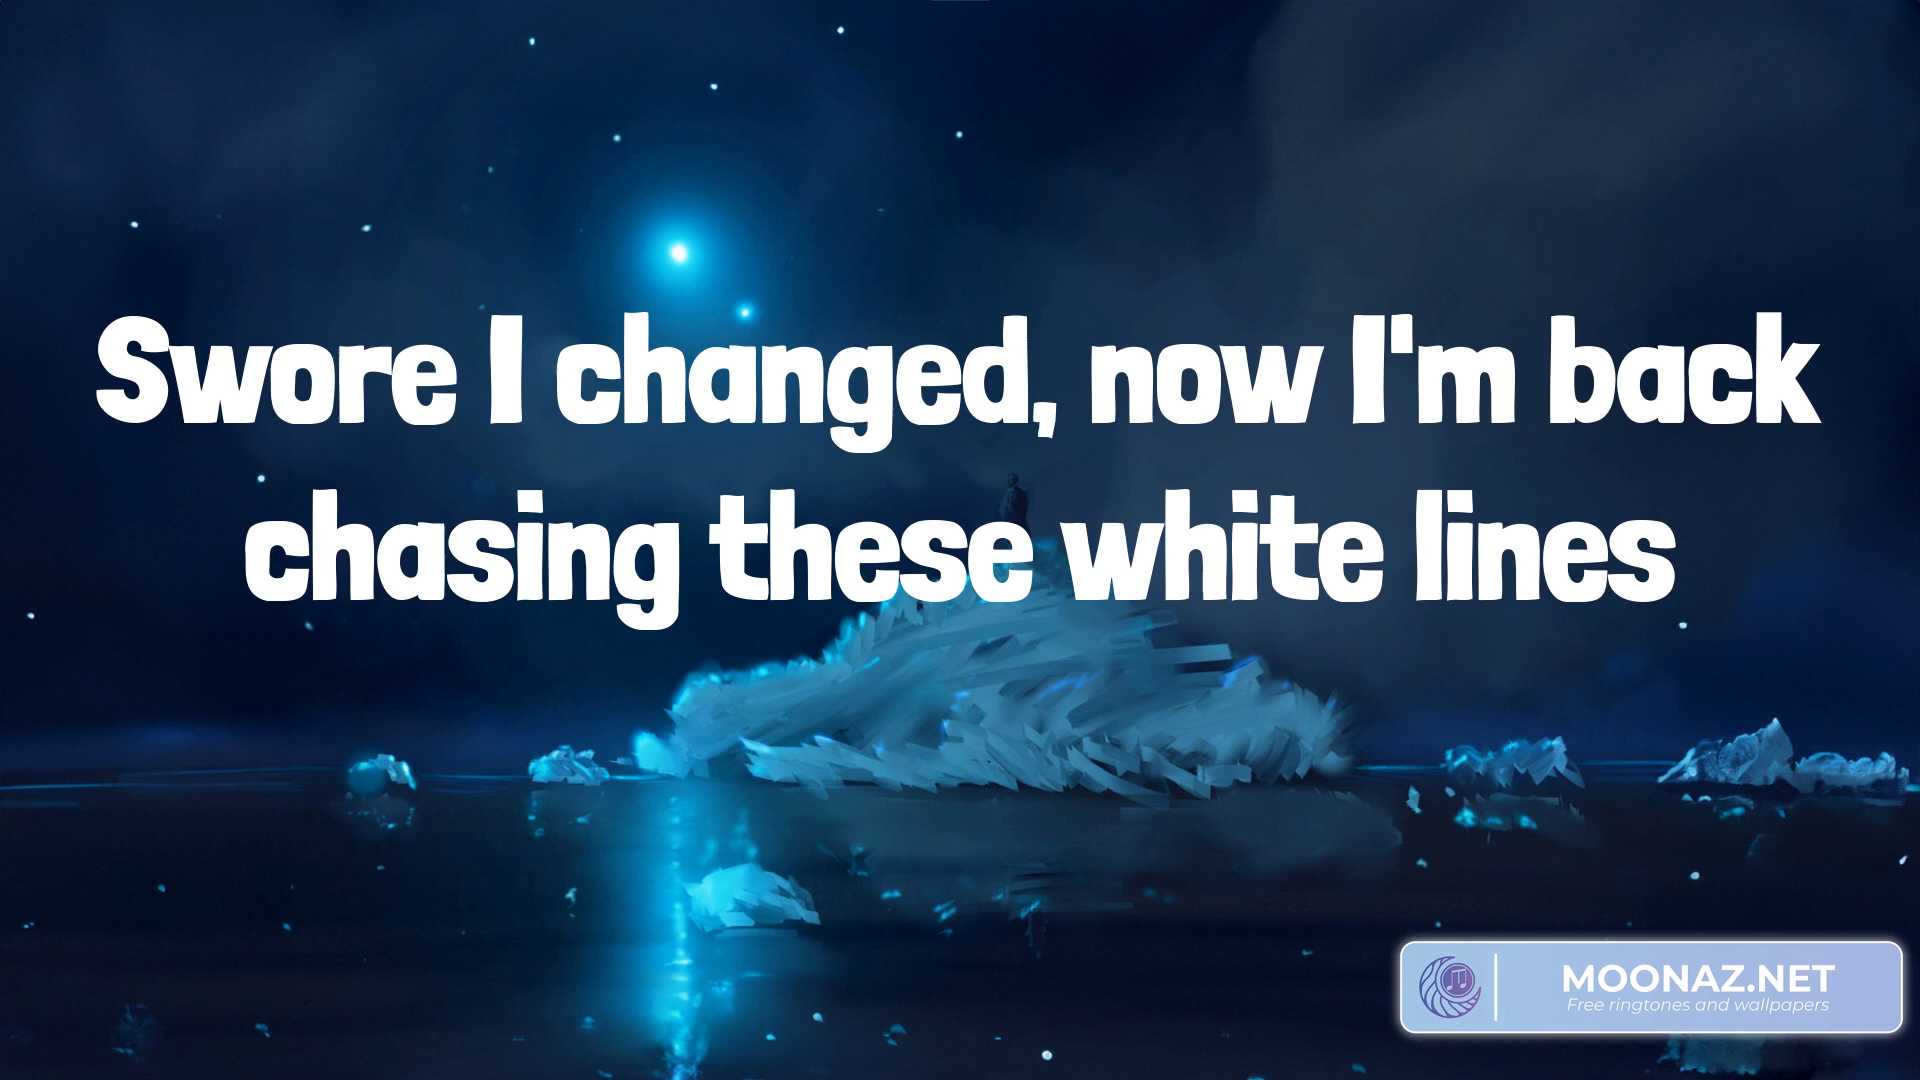 Swore I changed, now I'm back
chasing these white lines
MOONAZ.NET
Free ringtones and wallpapers